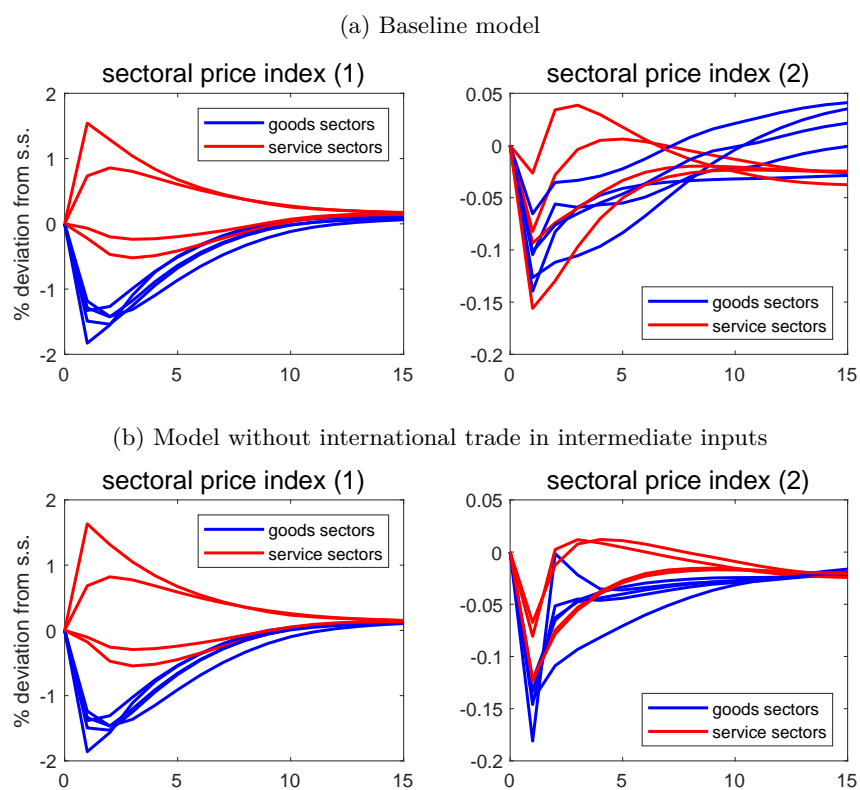 (a) Baseline model
sectoral price index (1)
% deviation from s.s.
2
1
0
-1
-2
0
5
10
15
goods sectors
service sectors
sectoral price index (2)
0.05
0
-0.05
-0.1
-0.15
-0.2
0
5
10
15
goods sectors
service sectors
(b) Model without international trade in intermediate inputs
sectoral price index (1)
% deviation from s.s.
2
1
0
-1
-2
0
5
10
15
goods sectors
service sectors
sectoral price index (2)
0.05
0
-0.05
-0.1
-0.15
-0.2
0
5
10
15
goods sectors
service sectors